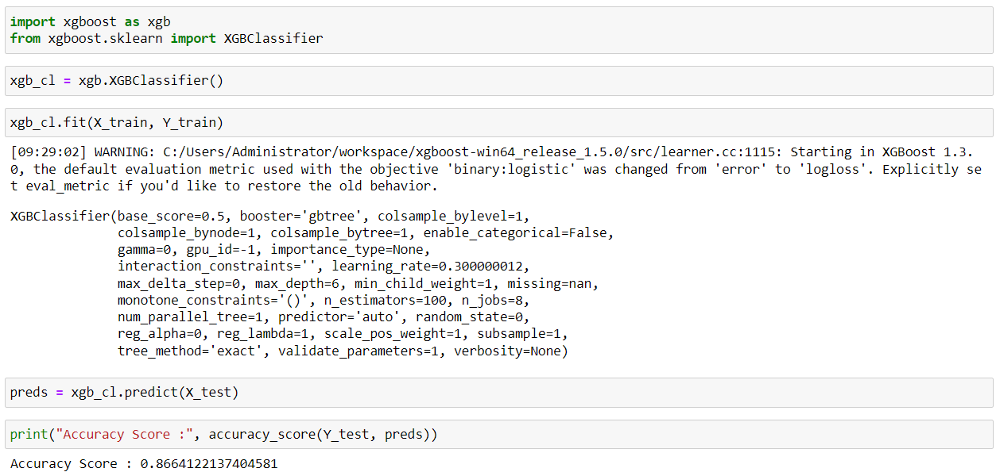 import xgboost as xgb
from xgboost.sklearn import XGBClassifier
xgb_cl = xgb.XGBClassifier()
xgb_cl.fit(X_train, Y_train)
[09:29:02] WARNING: C:/Users/Administrator/workspace/xgboost-win64_release_1.5.0/src/learner.cc:1115: Starting in XGBoost 1.3.
0, the default evaluation metric used with the objective 'binary:logistic' was changed from 'error' to 'logloss'. Explicitly se
t eval_metric if you'd like to restore the old behavior.
XGBClassifier(base_score=0.5, booster='gbtree', colsample_bylevel=1,
colsample_bynode=1, colsample_bytree=1, enable_categorical=False,
gamma=0, gpu_id=-1, importance_type=None,
interaction_constraints='', learning_rate=0.300000012,
max_delta_step=0, max_depth=6, min_child_weight=1, missing=nan,
monotone_constraints='()', n_estimators=100, n_jobs=8,
num_parallel_tree=1, predictor='auto', random_state=0,
reg_alpha=0, reg_lambda=1, scale_pos_weight=1, subsample=1,
tree_method='exact', validate_parameters=1, verbosity=None)
preds = xgb_cl.predict(X_test)
print("Accuracy Score :", accuracy_score(Y_test, preds))
Accuracy Score : 0.8664122137404581